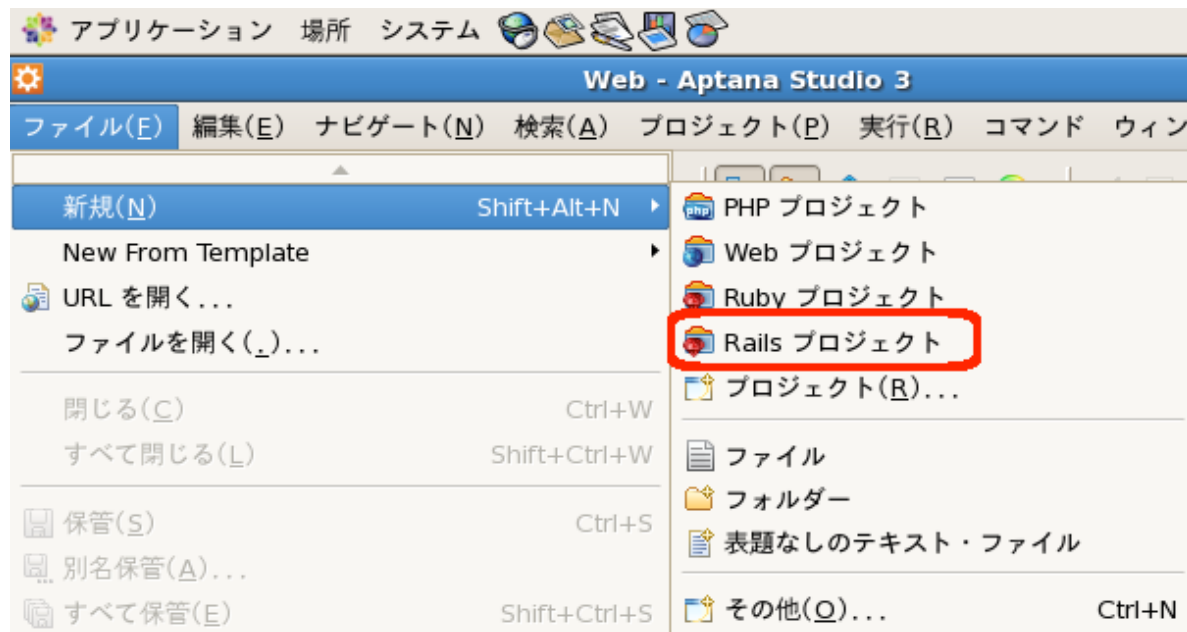 アプリケーション 場所 システム
Web - Aptana Studio 3
ファイル(F) 編集(E) ナビゲート(N) 検索(A) プロジェクト(P) 実行(R) コマンド ウィン
新規(N) Shift+Alt+N
New From Template
URL を開く...
ファイルを開く(.)...
閉じる(C) Ctrl+W
すべて閉じる(L) Shift+Ctrl+W
保管(S) Ctrl+S
別名保管(A)...
すべて保管(E) Shift+Ctrl+S
php PHP プロジェクト
Web プロジェクト
Ruby プロジェクト
Rails プロジェクト
プロジェクト(R)...
ファイル
フォルダー
表題なしのテキスト・ファイル
その他(O)... Ctrl+N